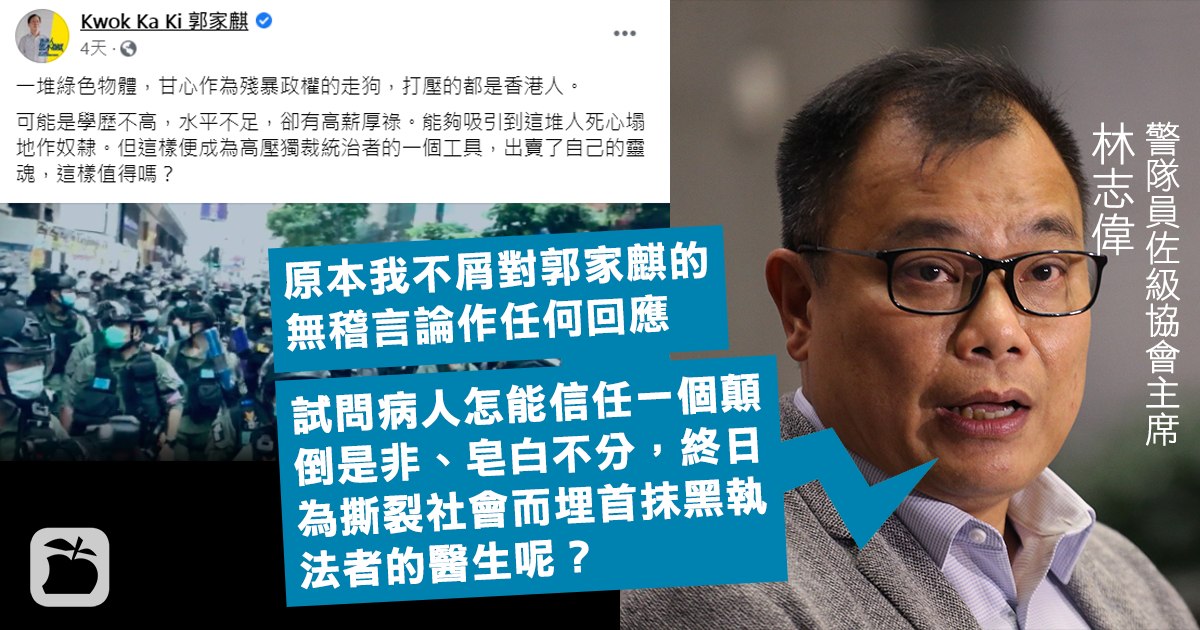 Kwok Ka Ki 郭家麒
4天
一堆綠色物體，甘心作為殘暴政權的走狗，打壓的都是香港人。
可能是學歷不高，水平不足，卻有高薪厚祿。能夠吸引到這堆人死心塌
地作奴隸。但這樣便成為高壓獨裁統治者的一個工具，出賣了自己的靈
魂，這樣值得嗎？
原本我不屑對郭家麒的
無稽言論作任何回應
試問病人怎能信任一個顛
倒是非、皂白不分，終日
為撕裂社會而埋首抹黑執
法者的醫生呢？
警隊員佐級協會主席
林志偉